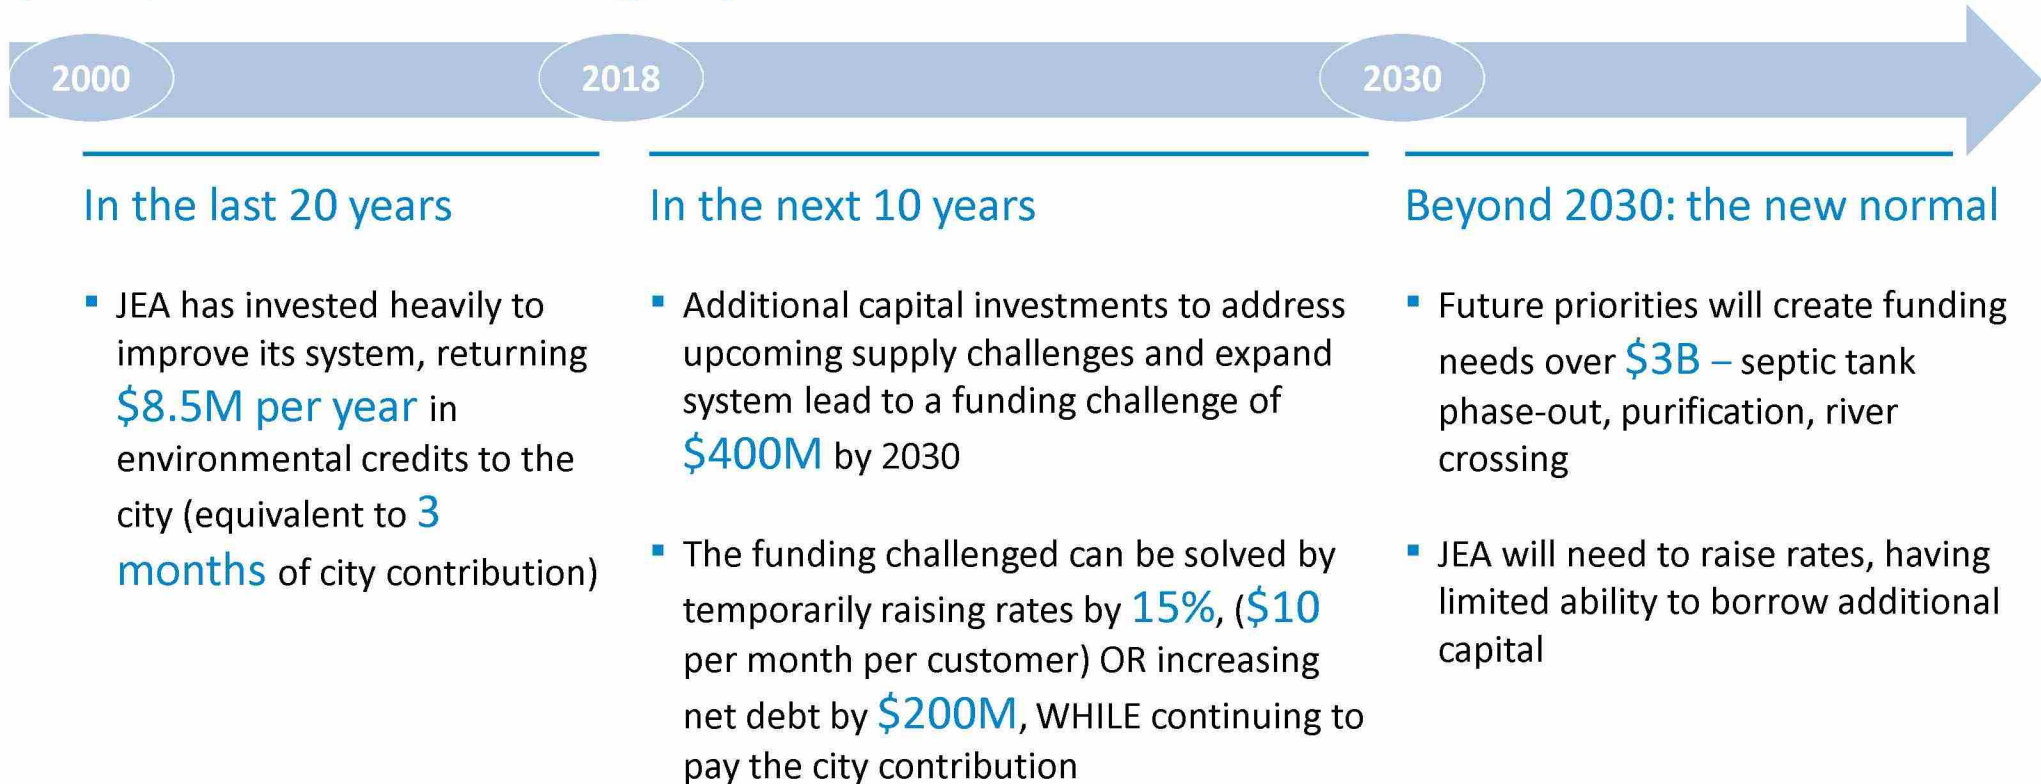 2000
2018
2030
In the last 20 years
▪ JEA has invested heavily to
improve its system, returning
$8.5M per year in
environmental credits to the
city (equivalent to 3
months of city contribution)
In the next 10 years
▪ Additional capital investments to address
upcoming supply challenges and expand
system lead to a funding challenge of
$400M by 2030
▪ The funding challenged can be solved by
temporarily raising rates by 15%, ($10
per month per customer) OR increasing
net debt by $200M, WHILE continuing to
pay the city contribution
Beyond 2030: the new normal
▪ Future priorities will create funding
needs over $3B – septic tank
phase-out, purification, river
crossing
▪ JEA will need to raise rates, having
limited ability to borrow additional
capital